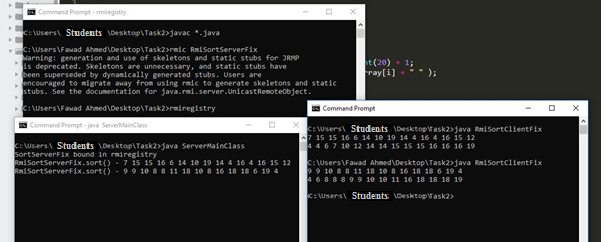 Command Prompt - rmiregistry
C:\Users\ Students \Desktop\Task2>javac *.java
C:\Users\Fawad Ahmed\Desktop\Task2>rmic RmiSortServerFix
Warning: generation and use of skeletons and static stubs for JRMP
is deprecated. Skeletons are unnecessary, and static stubs have
been superseded by dynamically generated stubs. Users are
encouraged to migrate away from using rmic to generate skeletons and static
stubs. See the documentation for java.rmi.server.UnicastRemoteObject.
C:\Users\Fawad Ahmed\Desktop\Task2>rmiregistry
nt(20) + 1;
rray[i] + " " );
Command Prompt - java ServerMainClass
C:\Users\ Students \Desktop\Task2>java ServerMainClass
SortServerFix bound in rmiregistry
RmiSortServerFix.sort() - 7 15 15 16 6 14 10 19 14 4 16 4 16 15 12
RmiSortServerFix.sort() - 9 9 10 8 8 11 18 10 8 16 18 18 6 19 4
Command Prompt
C:\Users\ Students \Desktop\Task2>java RmiSortClientFix
7 15 15 16 6 14 10 19 14 4 16 4 16 15 12
4 4 6 7 10 12 14 14 15 15 15 16 16 16 19
C:\Users\Fawad Ahmed\Desktop\Task2>java RmiSortClientFix
9 9 10 8 8 11 18 10 8 16 18 18 6 19 4
4 6 8 8 8 9 9 10 10 11 16 18 18 18 19
C:\Users\ Students \Desktop\Task2>